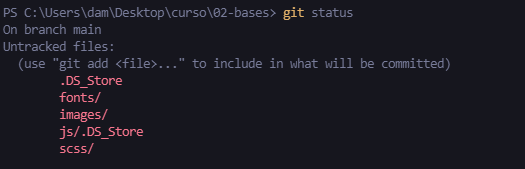 PS C:\Users\dam\Desktop\curso\02-bases> git status
On branch main
Untracked files:
  (use "git add <file>..." to include in what will be committed)
        .DS_Store
        fonts/
        images/
        js/.DS_Store
        scss/